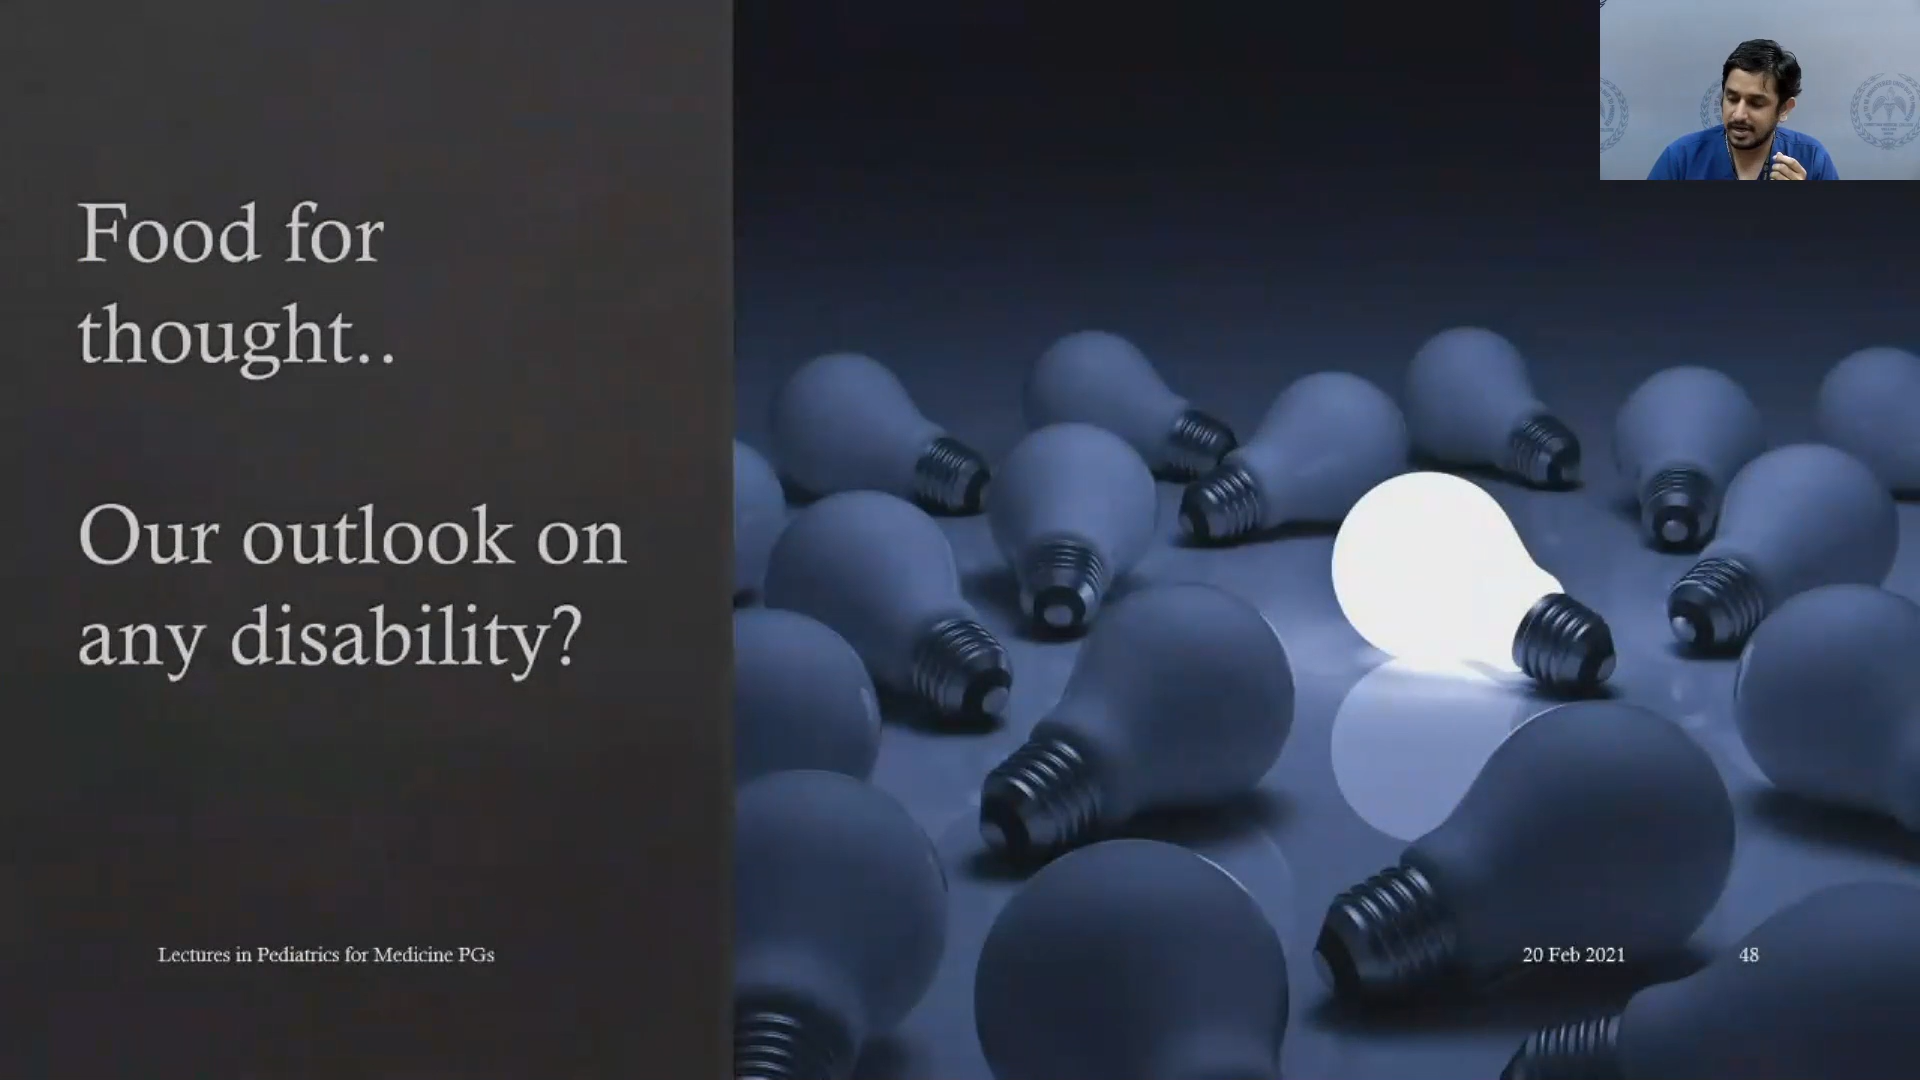 Food for
thought..
Our outlook on
any disability?
Lectures in Pediatrics for Medicine PGs
20 Feb 2021
48